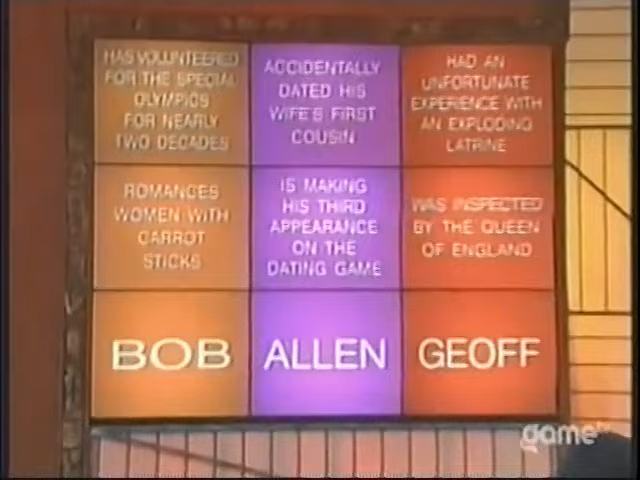 HAS VOLUNTEERED
FOR THE SPECIAL
OLYMPICS
FOR NEARLY
TWO DECADES
ACCIDENTALLY
DATED HIS
WIFE'S FIRST
COUSIN
HAD AN
UNFORTUNATE
EXPERIENCE WITH
AN EXPLODING
LATRINE
ROMANCES
WOMEN WITH
CARROT
STICKS
IS MAKING
HIS THIRD
APPEARANCE
ON THE
DATING GAME
WAS INSPECTED
BY THE QUEEN
OF ENGLAND
BOB
ALLEN
GEOFF
gametv